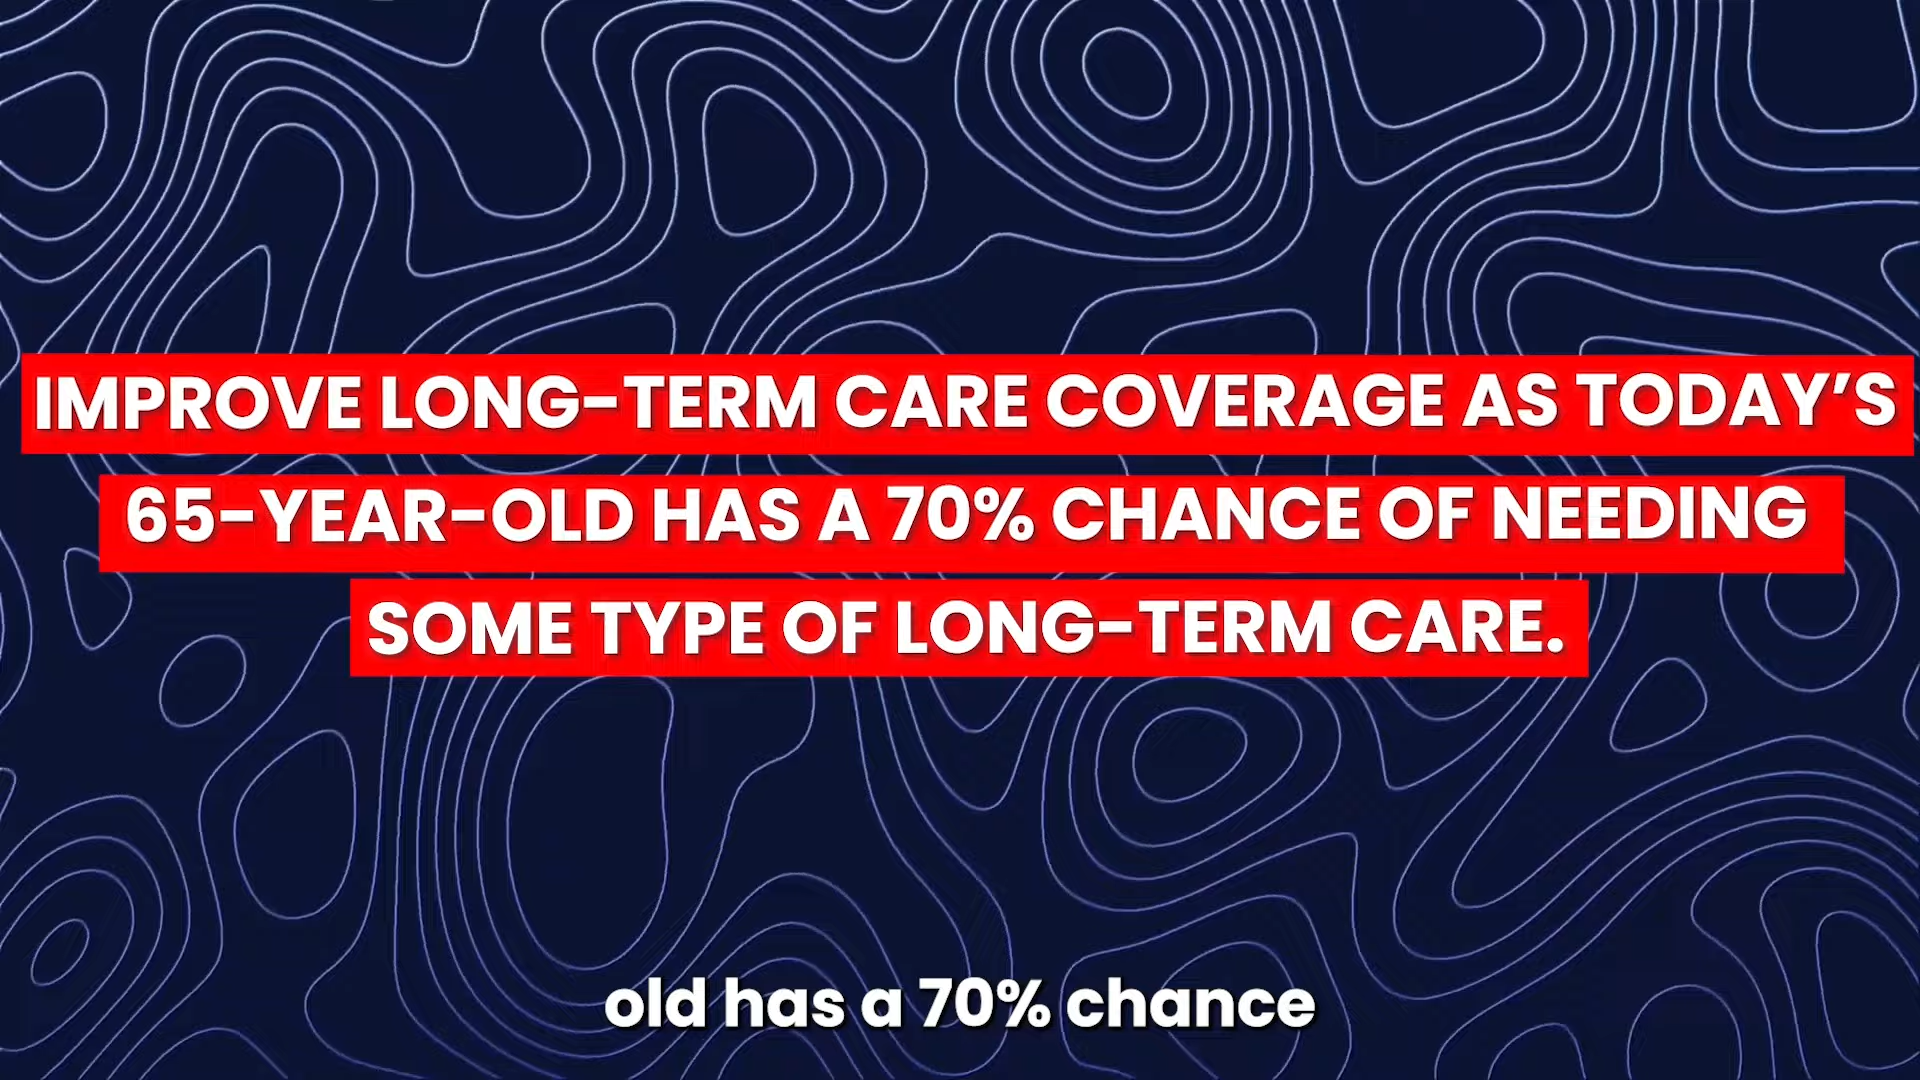 IMPROVE LONG-TERM CARE COVERAGE AS TODAY’S
65-YEAR-OLD HAS A 70% CHANCE OF NEEDING
SOME TYPE OF LONG-TERM CARE.
old has a 70% chance